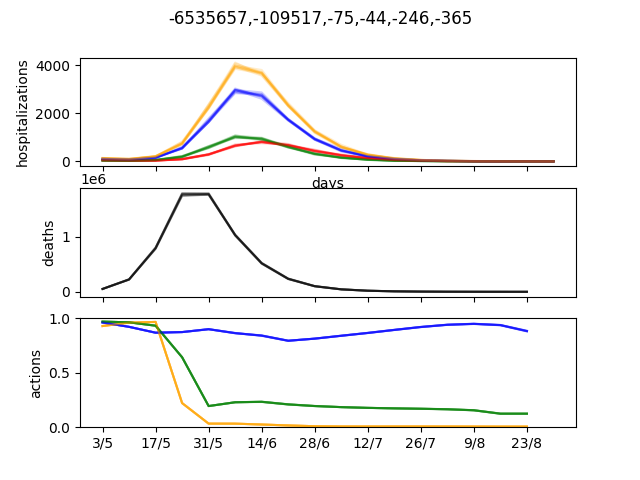 -6535657,-109517,-75,-44,-246,-365
4000
2000
0
hospitalizations
days
1e6
1
0
deaths
1.0
0.5
0.0
actions
3/5 17/5 31/5 14/6 28/6 12/7 26/7 9/8 23/8